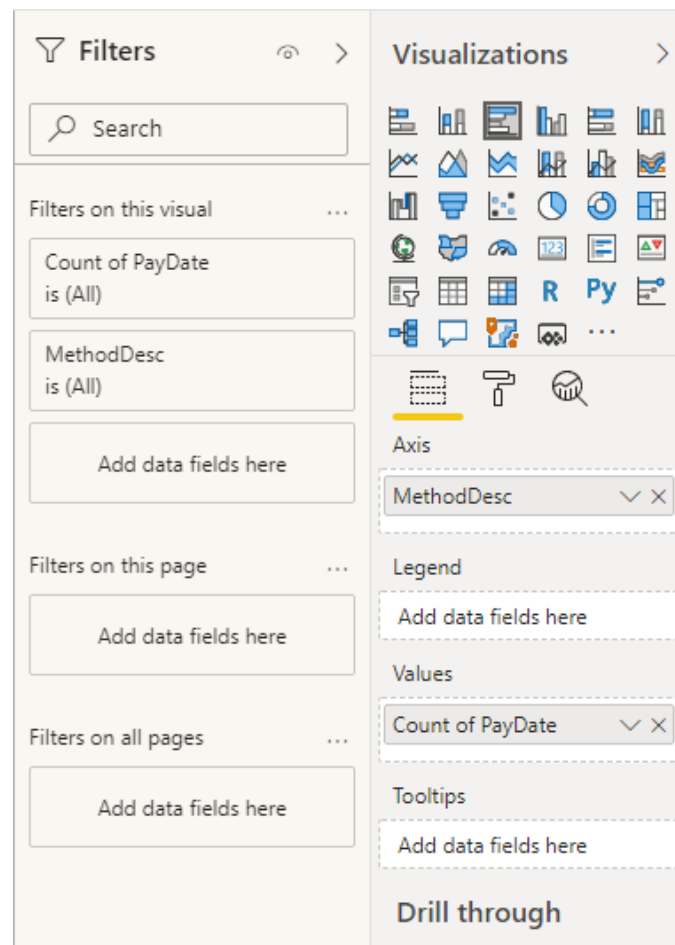 Filters
Search
Filters on this visual
Count of PayDate
is (All)
MethodDesc
is (All)
Add data fields here
Filters on this page
Add data fields here
Filters on all pages
Add data fields here
Visualizations
123
R
Py
Axis
MethodDesc
Legend
Add data fields here
Values
Count of PayDate
Tooltips
Add data fields here
Drill through